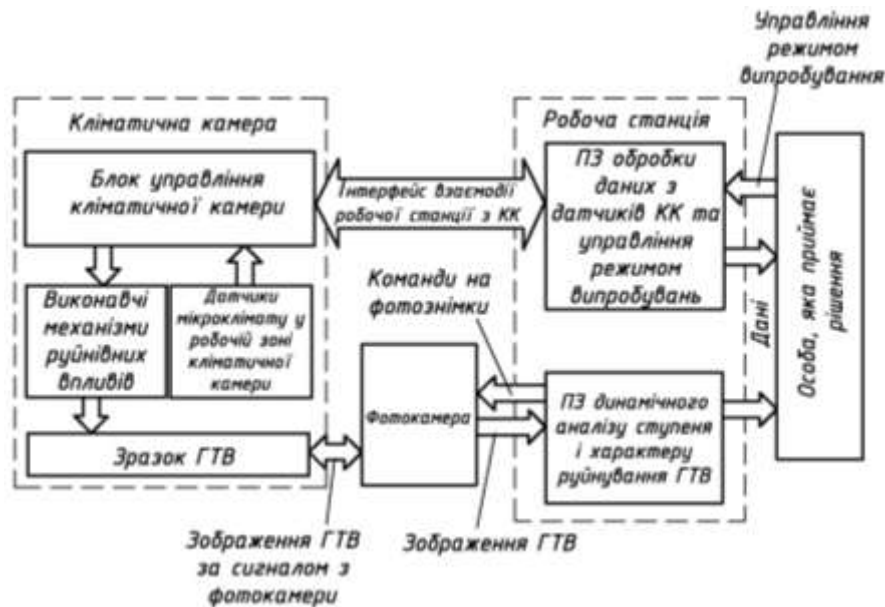 Управління
режимом
випробування
Кліматична камера
Блок управління
кліматичної камери
Виконавчі
механізми
руйнівних
впливів
Датчики
мікроклімату у
робочій зоні
кліматичної
камери
Зразок ГТВ
Інтерфейс взаємодії
робочої станції з КК
Команди на
фотознімки
Фотокамера
Робоча станція
ПЗ обробки
даних з
датчиків КК та
управління
режимом
випробувань
ПЗ динамічного
аналізу ступеня
і характеру
руйнування ГТВ
Дані
Особа, яка приймає
рішення
Зображення ГТВ
за сигналом з
фотокамери
Зображення ГТВ